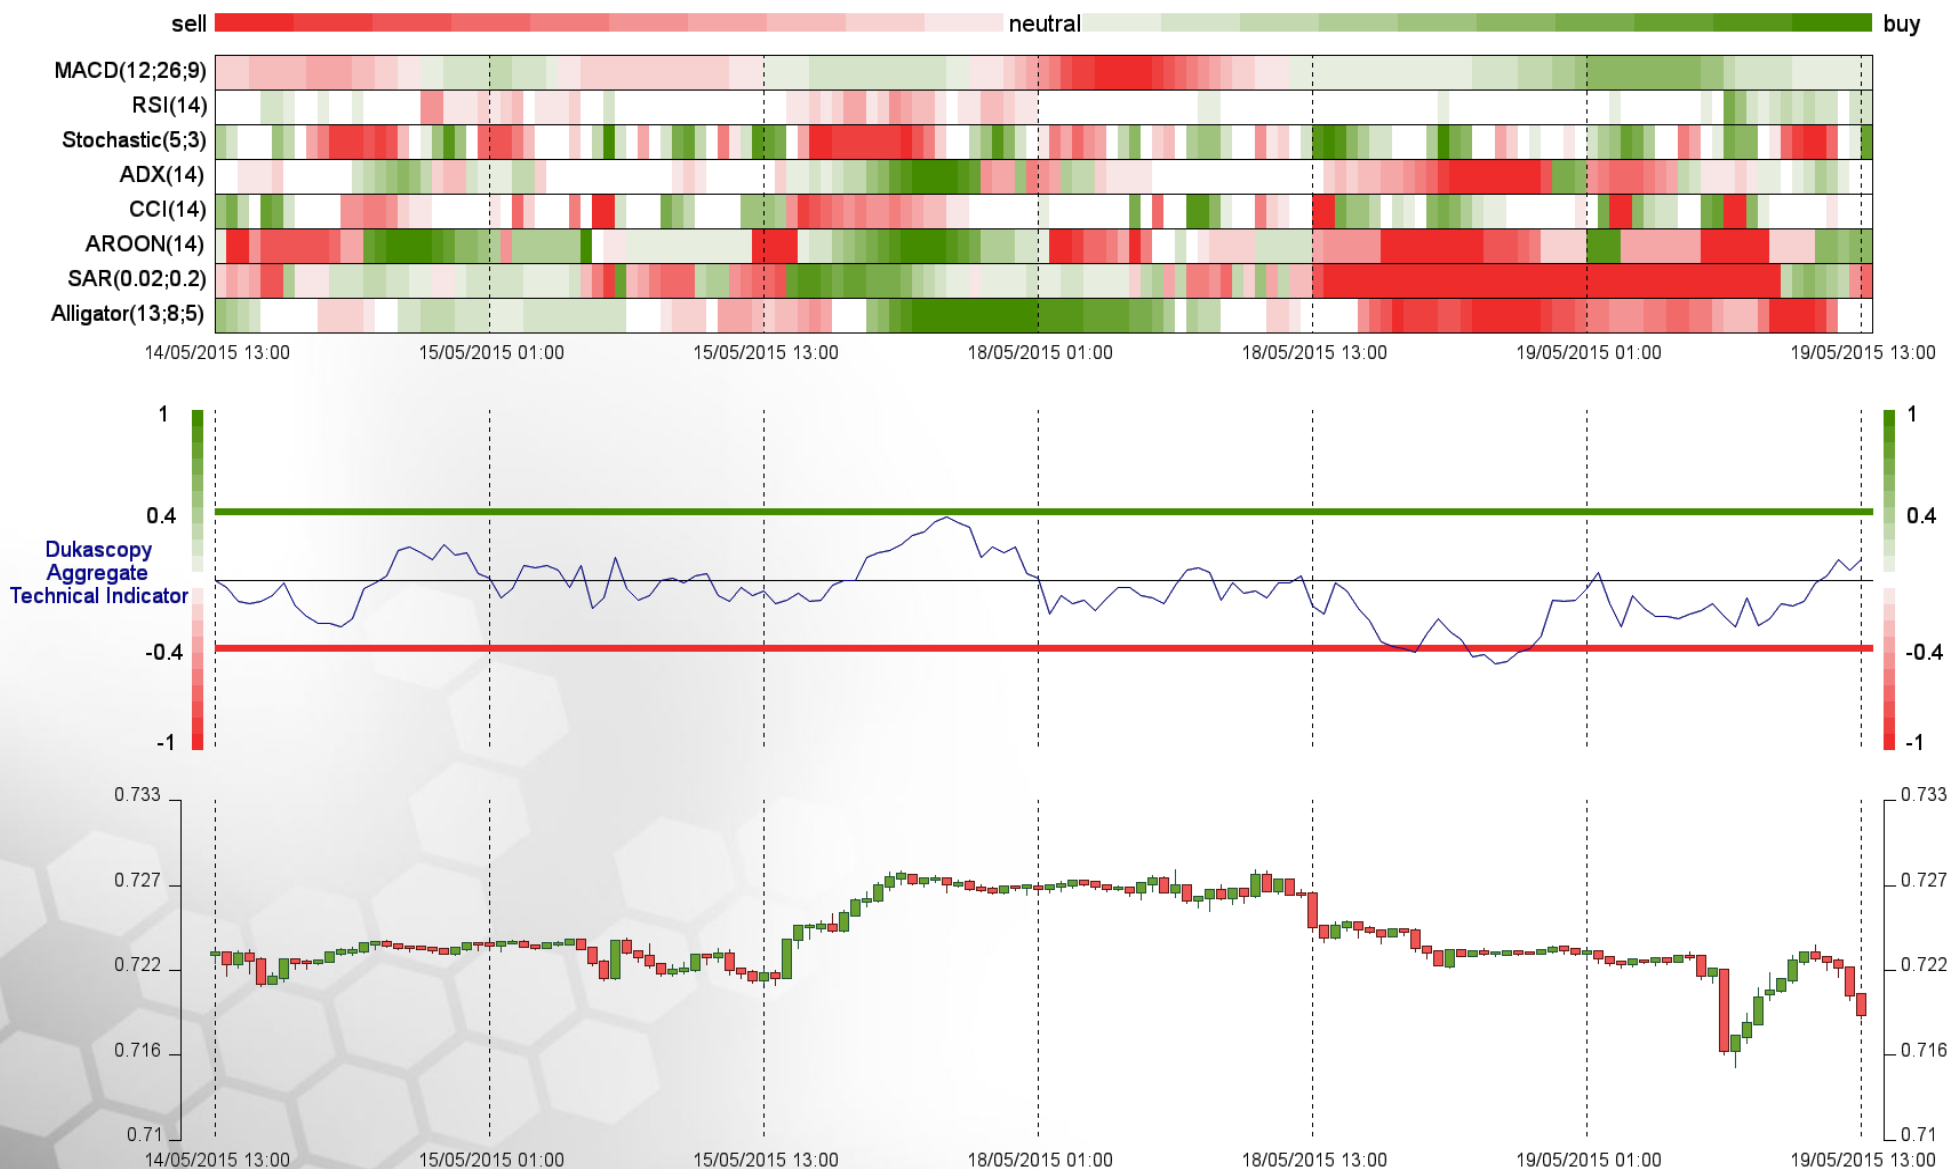 sell neutral buy
MACD(12;26;9)
RSI(14)
Stochastic(5;3)
ADX(14)
CCI(14)
AROON(14)
SAR(0.02;0.2)
Alligator(13;8;5)
14/05/2015 13:00 15/05/2015 01:00 15/05/2015 13:00 18/05/2015 01:00 18/05/2015 13:00 19/05/2015 01:00 19/05/2015 13:00
1 1
0.4 0.4
Dukascopy
Aggregate
Technical Indicator
-0.4 -0.4
-1 -1
0.733 0.733
0.727 0.727
0.722 0.722
0.716 0.716
0.71 0.71
14/05/2015 13:00 15/05/2015 01:00 15/05/2015 13:00 18/05/2015 01:00 18/05/2015 13:00 19/05/2015 01:00 19/05/2015 13:00